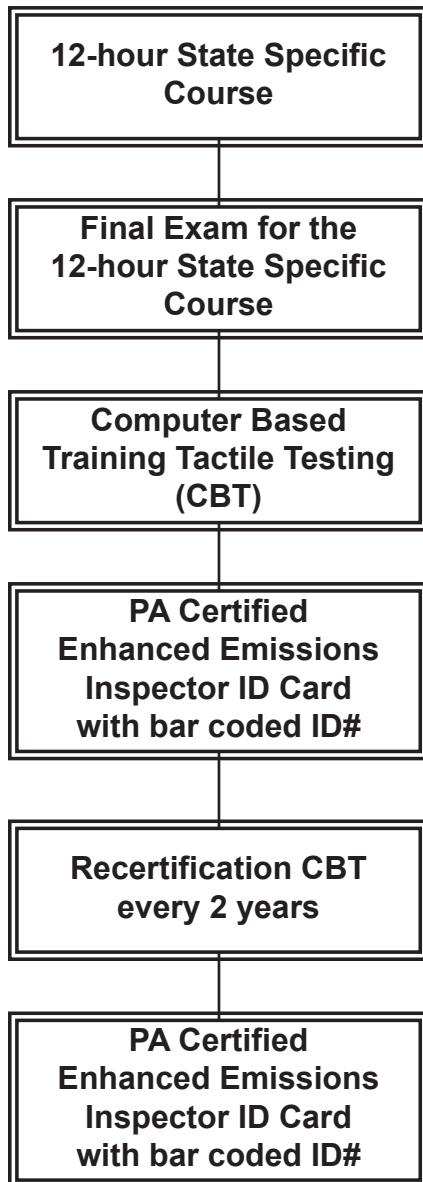 12-hour State Specific
Course
Final Exam for the
12-hour State Specific
Course
Computer Based
Training Tactile Testing
(CBT)
PA Certified
Enhanced Emissions
Inspector ID Card
with bar coded ID#
Recertification CBT
every 2 years
PA Certified
Enhanced Emissions
Inspector ID Card
with bar coded ID#